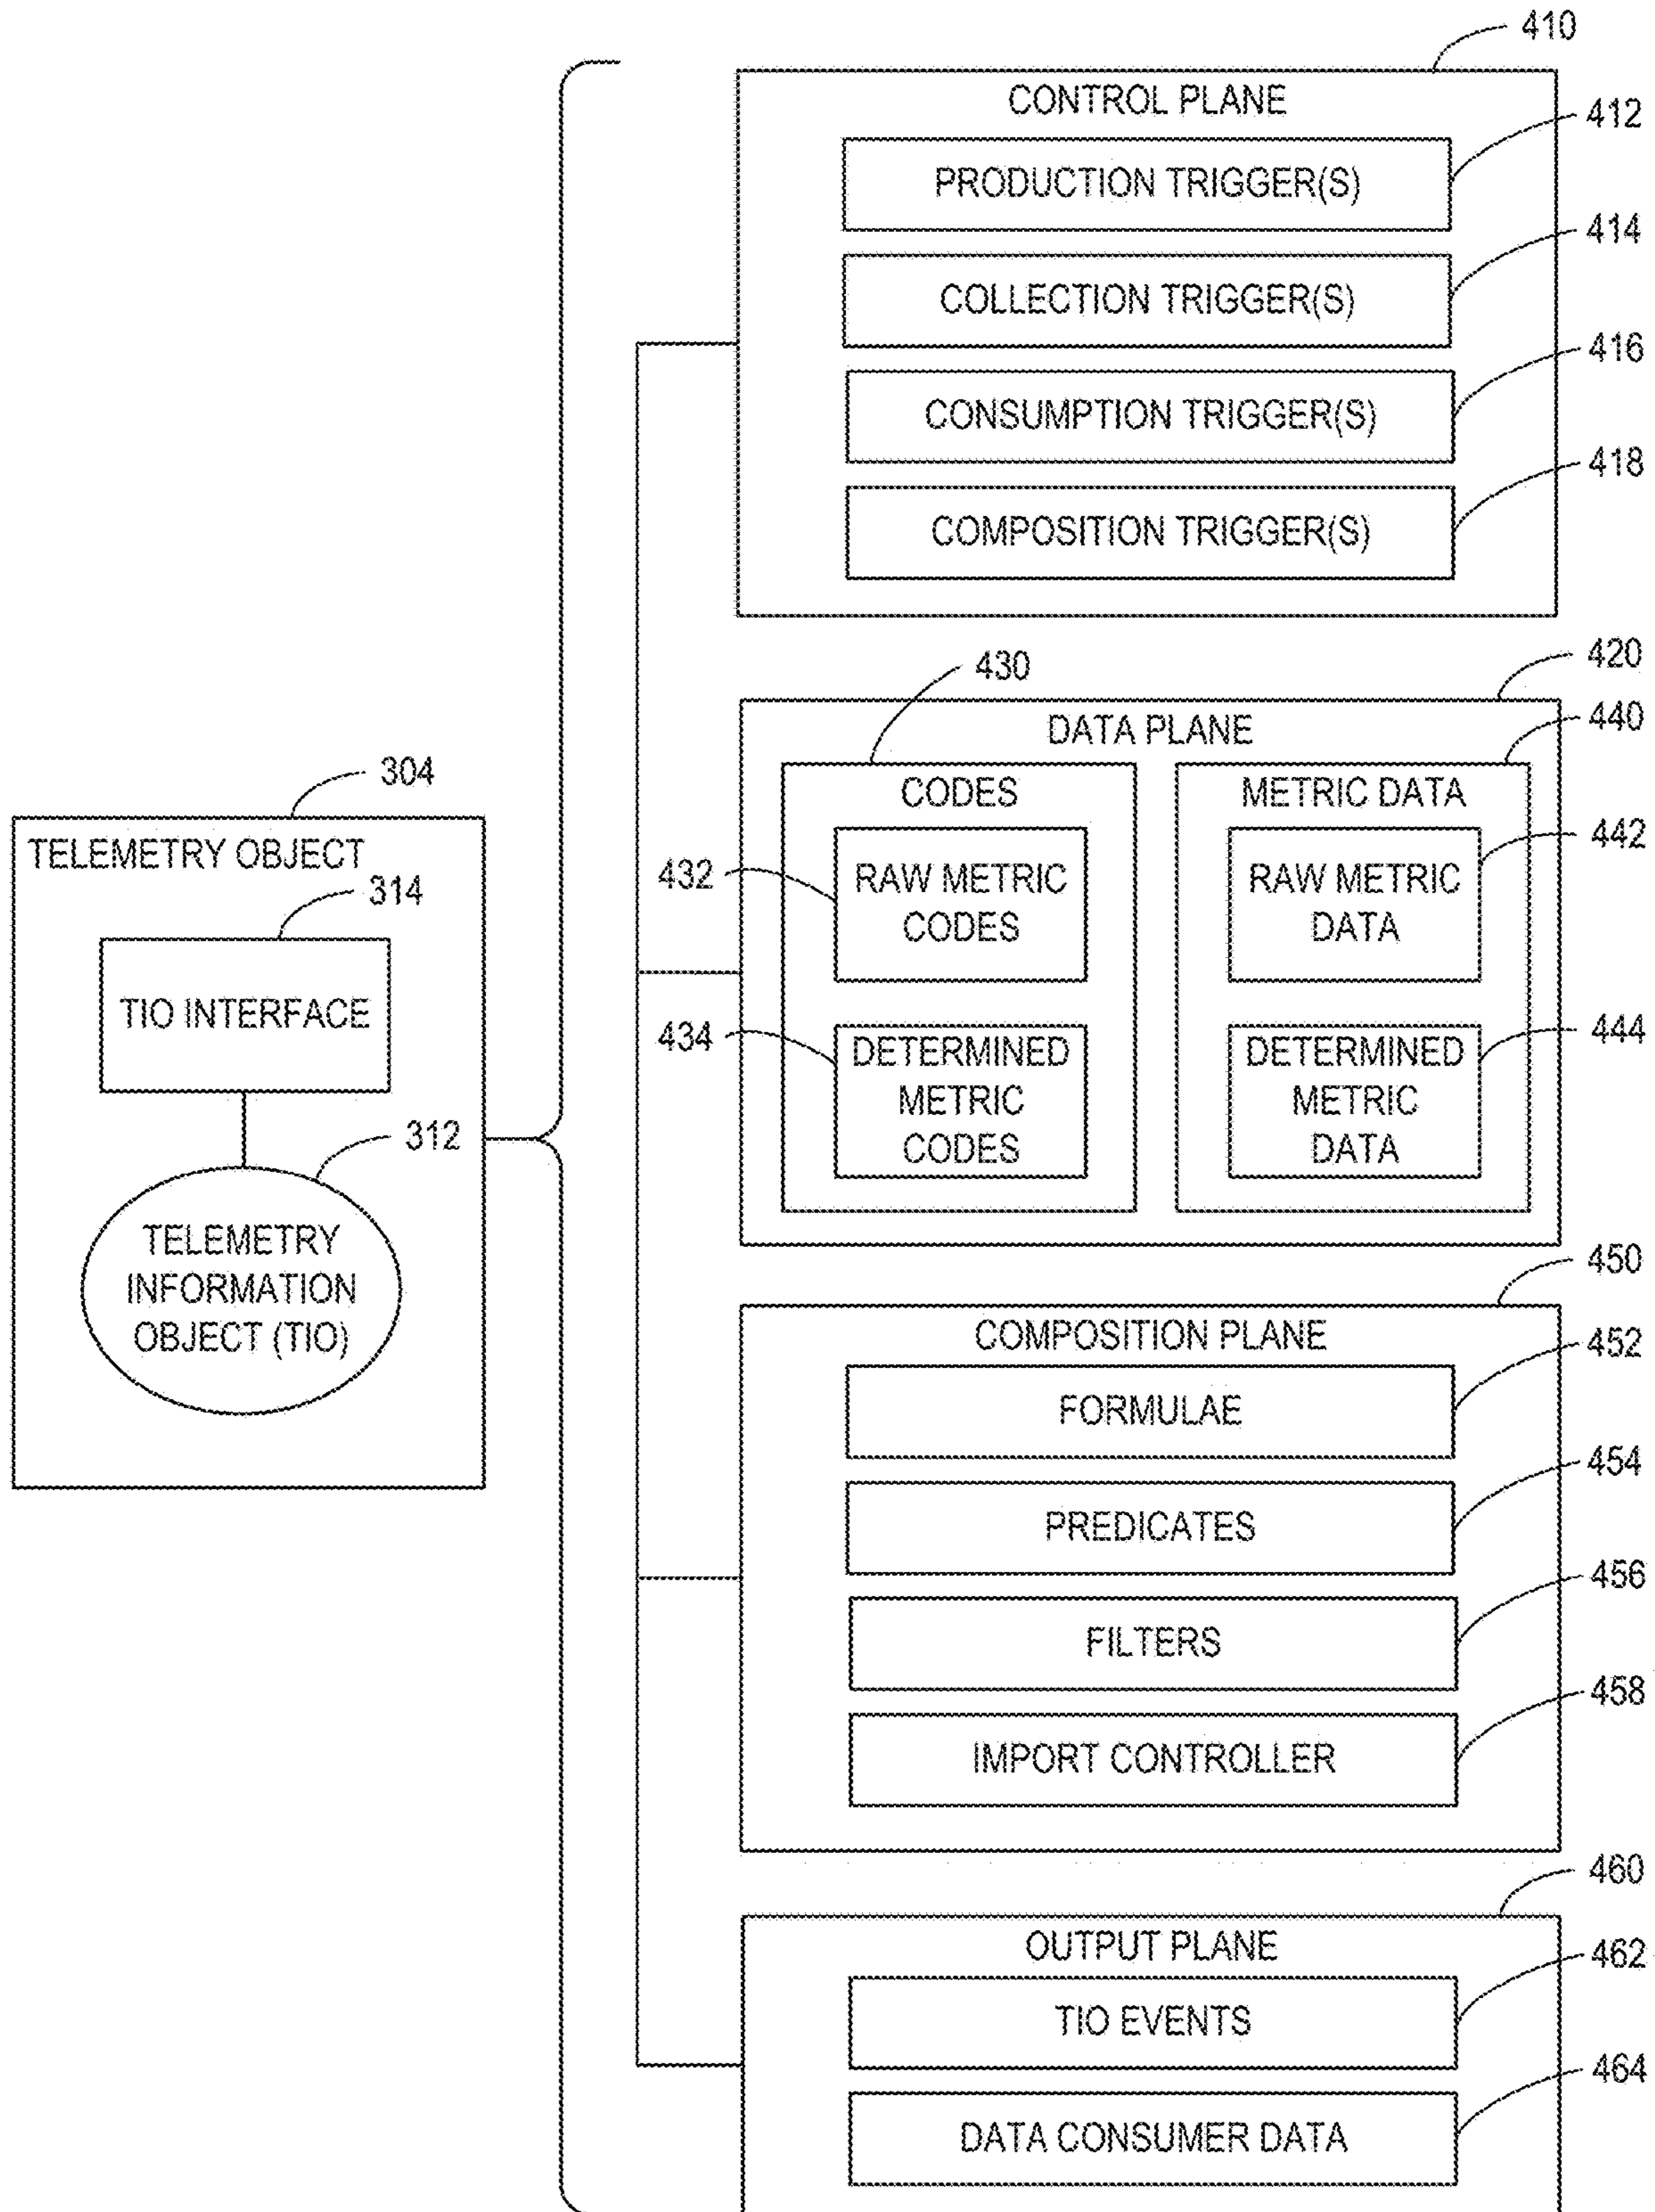 304
TELEMETRY OBJECT
314
TIO INTERFACE
312
TELEMETRY
INFORMATION
OBJECT (TIO)
410
CONTROL PLANE
412
PRODUCTION TRIGGER(S)
414
COLLECTION TRIGGER(S)
416
CONSUMPTION TRIGGER(S)
418
COMPOSITION TRIGGER(S)
420
DATA PLANE
430
CODES
432
RAW METRIC
CODES
434
DETERMINED
METRIC
CODES
440
METRIC DATA
442
RAW METRIC
DATA
444
DETERMINED
METRIC
DATA
450
COMPOSITION PLANE
452
FORMULAE
454
PREDICATES
456
FILTERS
458
IMPORT CONTROLLER
460
OUTPUT PLANE
462
TIO EVENTS
464
DATA CONSUMER DATA